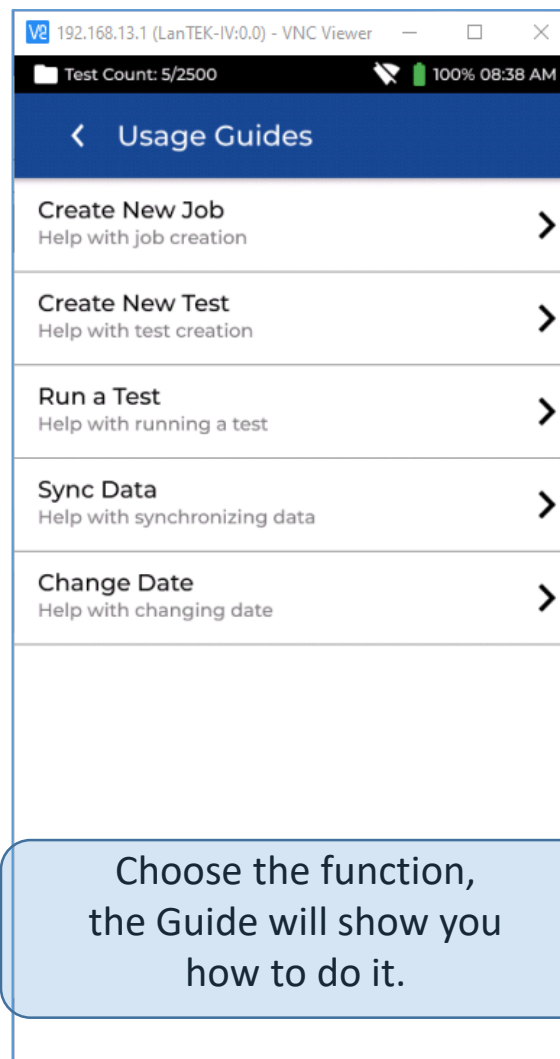 V2 192.168.13.1 (LanTEK-IV:0.0) - VNC Viewer
Test Count: 5/2500 100% 08:38 AM
Usage Guides
Create New Job
Help with job creation
Create New Test
Help with test creation
Run a Test
Help with running a test
Sync Data
Help with synchronizing data
Change Date
Help with changing date
Choose the function,
the Guide will show you
how to do it.